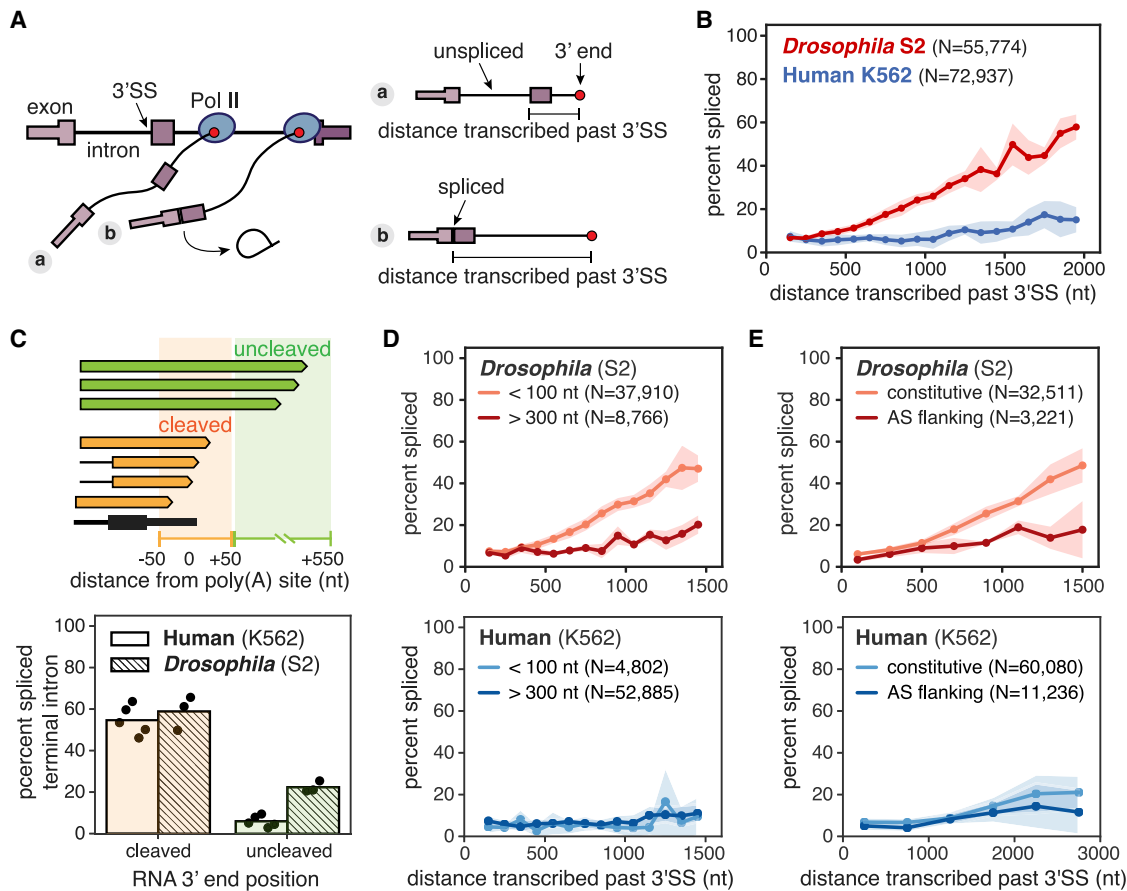 A
exon
3'SS
Pol II
intron
a
b
unspliced
3' end
a
distance transcribed past 3'SS
spliced
b
distance transcribed past 3'SS
B
Drosophila S2 (N=55,774)
Human K562 (N=72,937)
percent spliced
100
80
60
40
20
0
0 500 1000 1500 2000
distance transcribed past 3'SS (nt)
C
uncleaved
cleaved
-50 0 +50 +550
distance from poly(A) site (nt)
Human (K562)
Drosophila (S2)
pcercent spliced
terminal intron
100
80
60
40
20
0
cleaved uncleaved
RNA 3' end position
D
Drosophila (S2)
< 100 nt (N=37,910)
> 300 nt (N=8,766)
percent spliced
100
80
60
40
20
0
0 500 1000 1500
Human (K562)
< 100 nt (N=4,802)
> 300 nt (N=52,885)
percent spliced
100
80
60
40
20
0
0 500 1000 1500
distance transcribed past 3'SS (nt)
E
Drosophila (S2)
constitutive (N=32,511)
AS flanking (N=3,221)
percent spliced
100
80
60
40
20
0
0 500 1000 1500
Human (K562)
constitutive (N=60,080)
AS flanking (N=11,236)
percent spliced
100
80
60
40
20
0
0 1000 2000 3000
distance transcribed past 3'SS (nt)